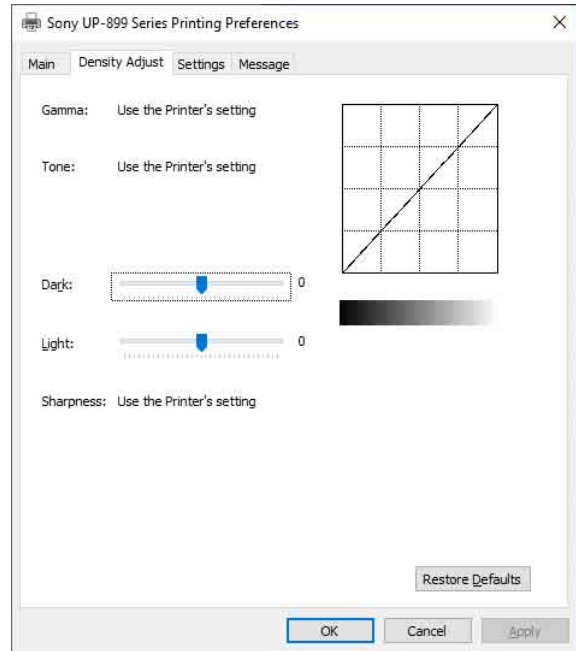 Sony UP-899 Series Printing Preferences
Main Density Adjust Settings Message
Gamma: Use the Printer's setting
Tone: Use the Printer's setting
Dark: 0
Light: 0
Sharpness: Use the Printer's setting
Restore Defaults
OK Cancel Apply